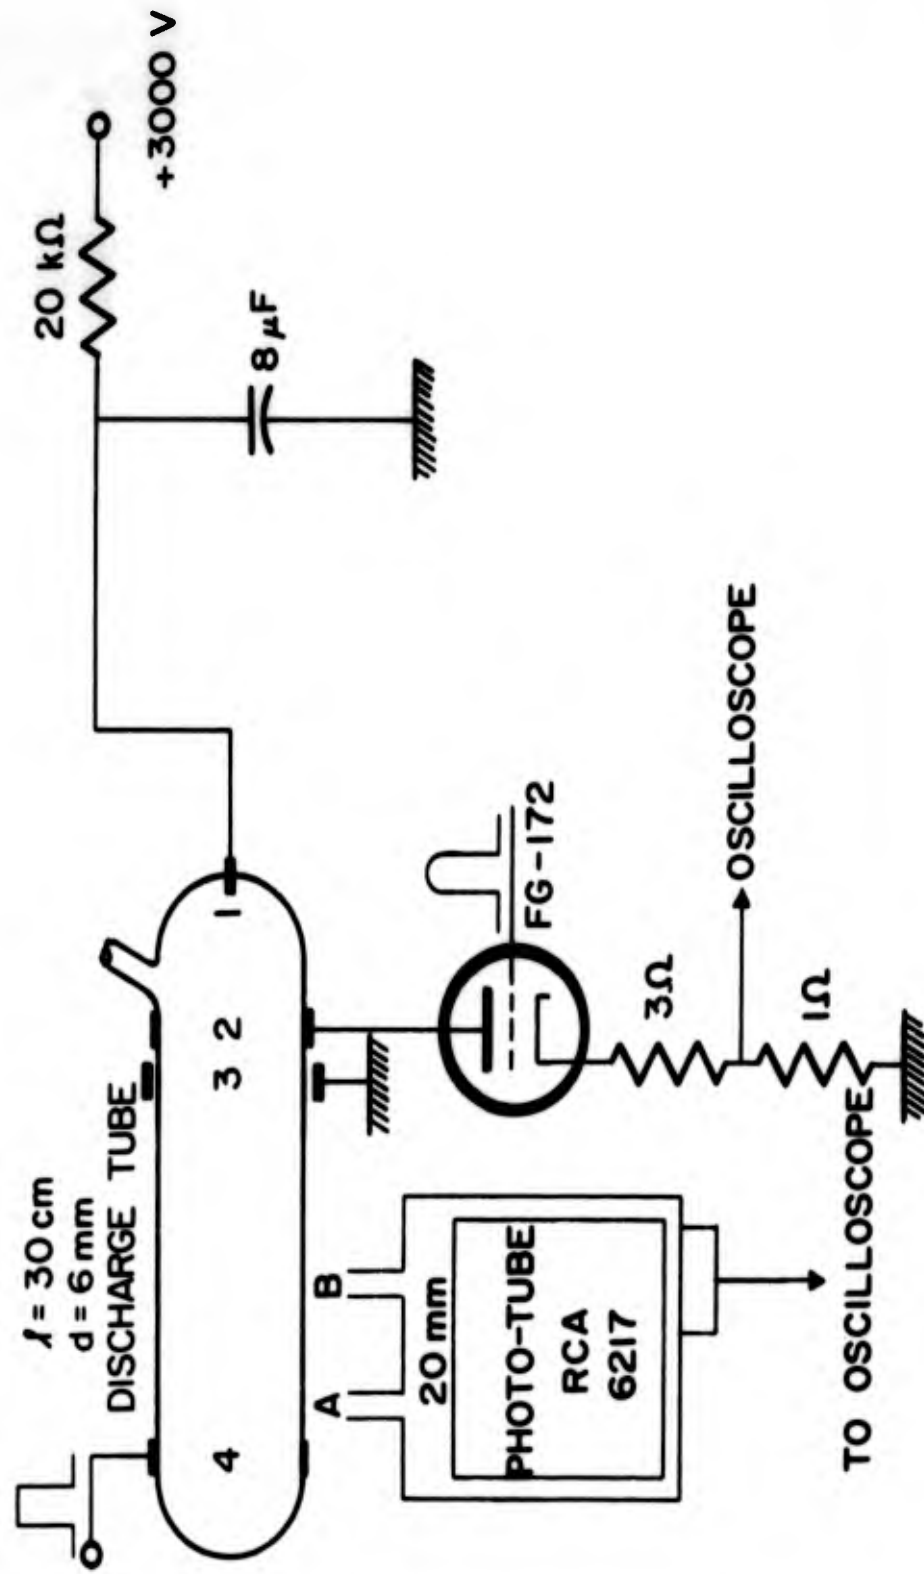 ℓ = 30 cm
d = 6 mm
DISCHARGE TUBE
4
3
2
1
20 kΩ
+3000 V
8 μF
A
B
20 mm
PHOTO-TUBE
RCA
6217
TO OSCILLOSCOPE
FG-172
3Ω
1Ω
OSCILLOSCOPE